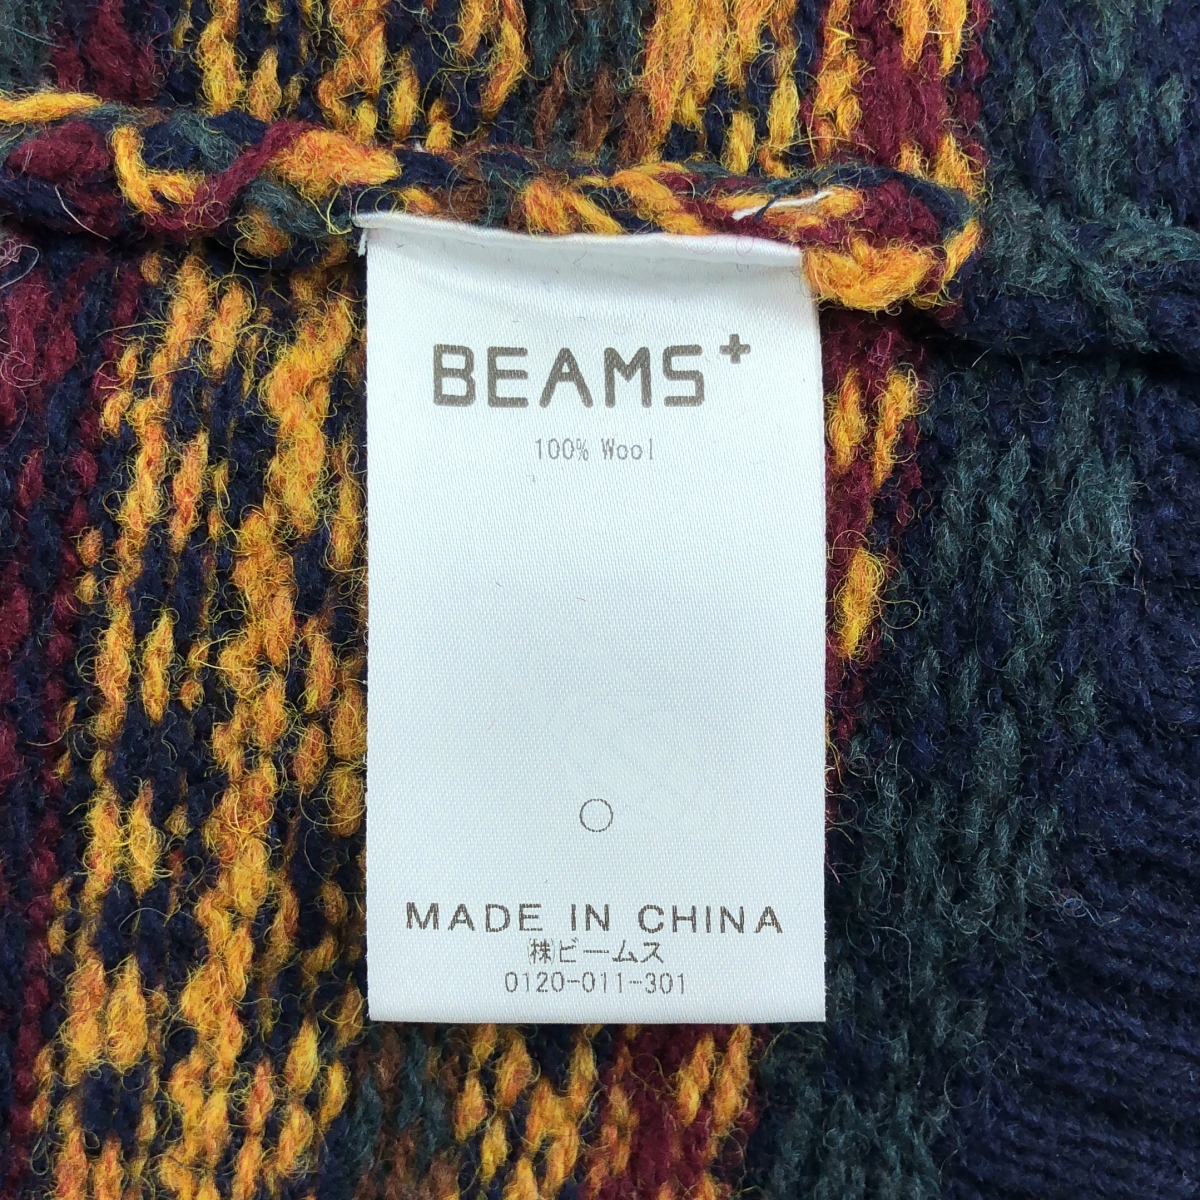 BEAMS+
100% Wool
MADE IN CHINA
㈱ビームス
0120-011-301